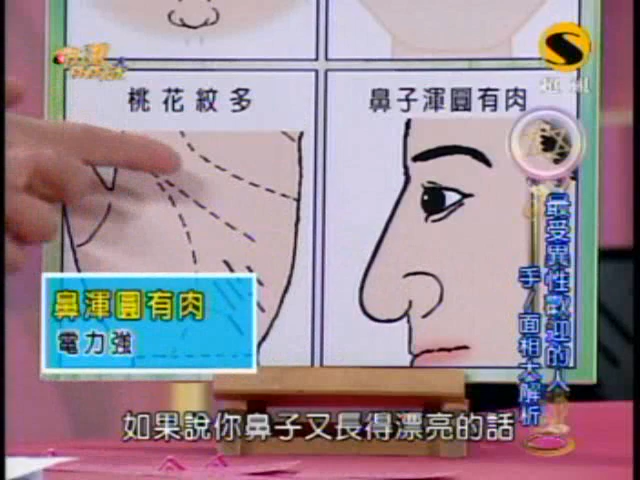 桃花紋多
鼻子渾圓有肉
最受異性歡迎的人
手/面相大解析
鼻渾圓有肉
電力強
如果說你鼻子又長得漂亮的話